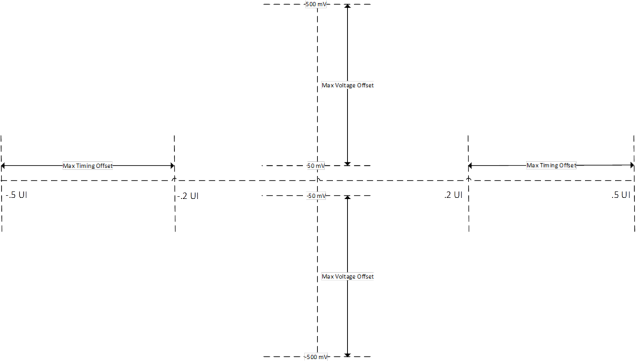 500 mV
Max Voltage Offset
Max Timing Offset
50 mV
Max Timing Offset
-.5 UI
-.2 UI
-50 mV
.2 UI
.5 UI
Max Voltage Offset
-500 mV